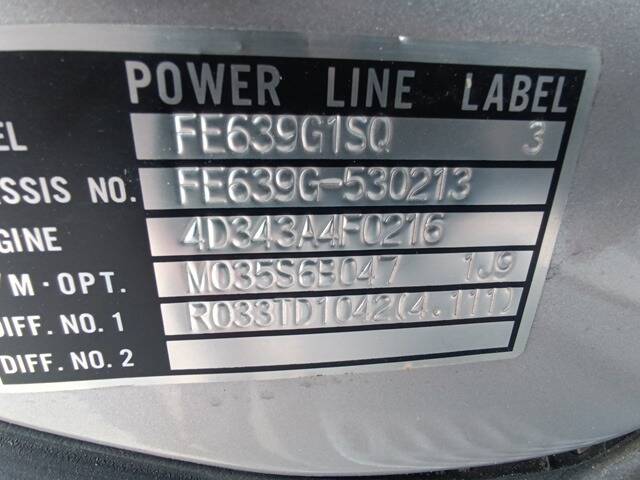 POWER LINE LABEL
EL FE639G1SQ 3
ASSIS NO. FE639G-530213
GINE 4D343A4F0216
/M·OPT. M035S6B047 1J9
DIFF. NO. 1 R033TD1042(4.111)
DIFF. NO. 2